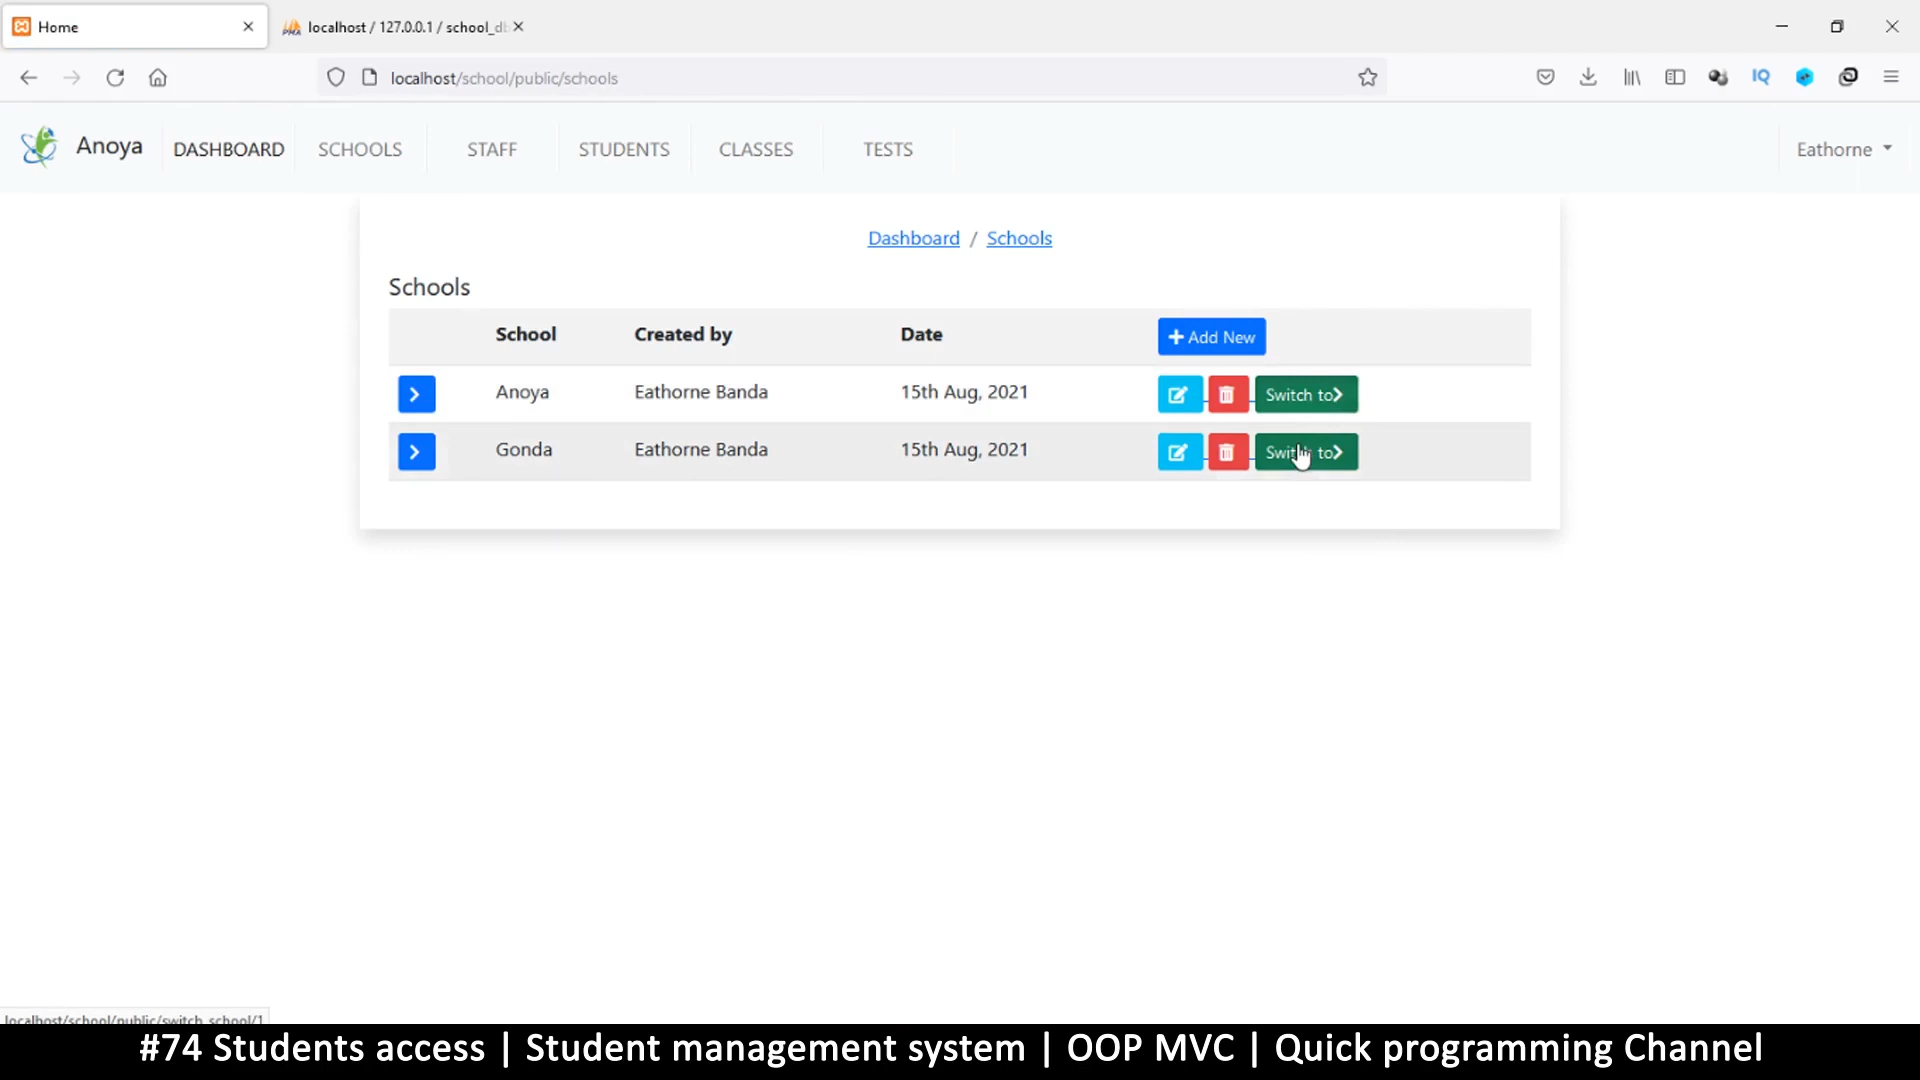 Home
localhost / 127.0.0.1 / school_db
localhost/school/public/schools
IQ
Anoya
DASHBOARD
SCHOOLS
STAFF
STUDENTS
CLASSES
TESTS
Eathorne
Dashboard / Schools
Schools
School Created by Date Add New
Anoya Eathorne Banda 15th Aug, 2021 Switch to
Gonda Eathorne Banda 15th Aug, 2021 Switch to
localhost/school/public/switch_school/1
#74 Students access | Student management system | OOP MVC | Quick programming Channel